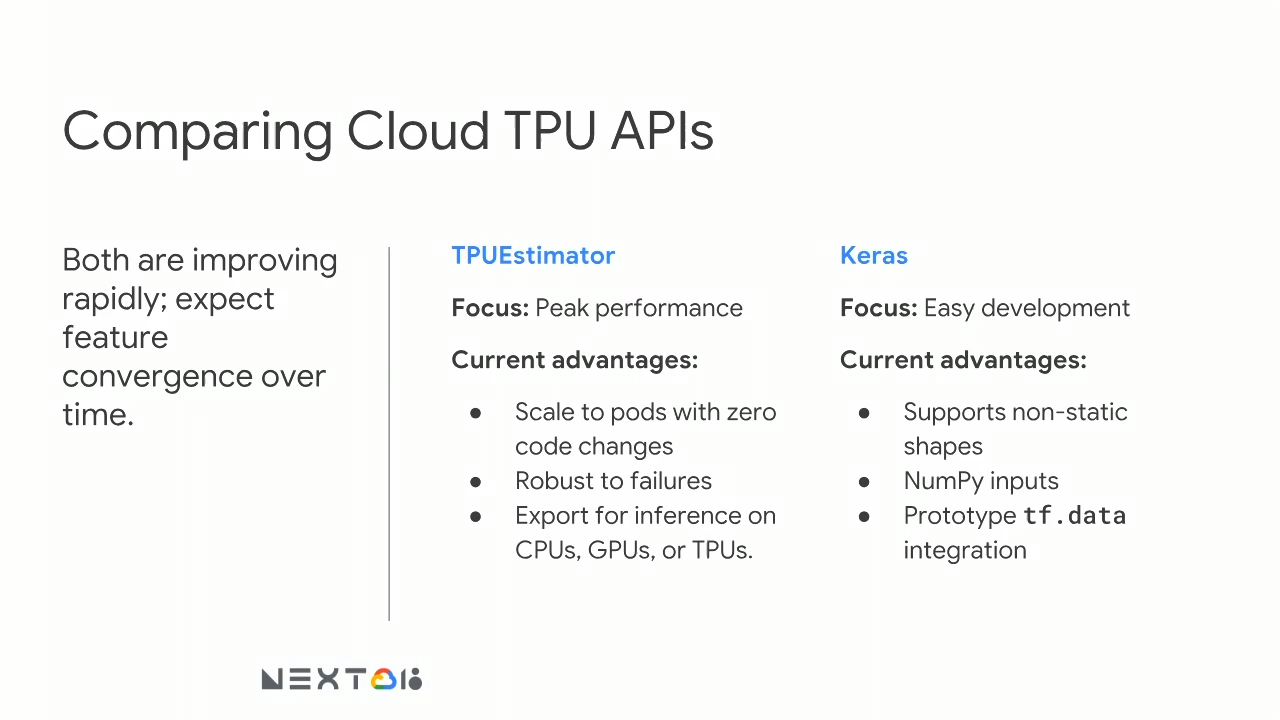 Comparing Cloud TPU APIs
Both are improving
rapidly; expect
feature
convergence over
time.
TPUEstimator
Focus: Peak performance
Current advantages:
● Scale to pods with zero
code changes
● Robust to failures
● Export for inference on
CPUs, GPUs, or TPUs.
Keras
Focus: Easy development
Current advantages:
● Supports non-static
shapes
● NumPy inputs
● Prototype tf.data
integration
NEXT 18